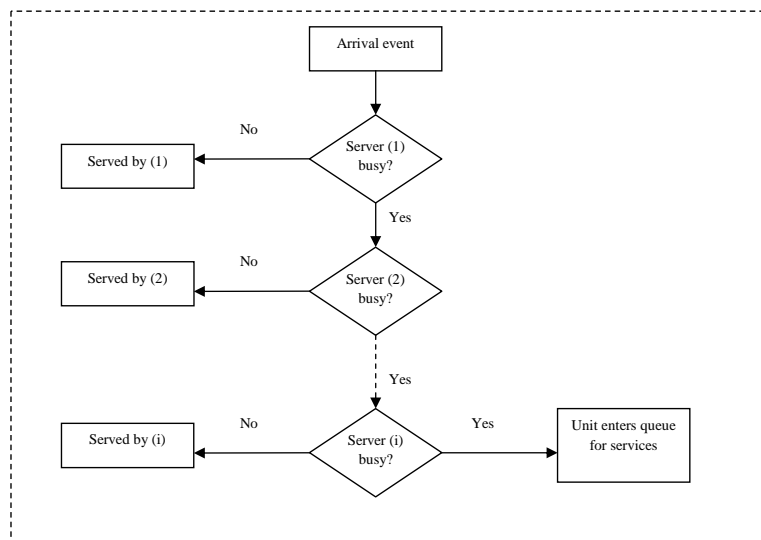 Arrival event
No
Server (1)
busy?
Served by (1)
Yes
No
Server (2)
busy?
Served by (2)
Yes
No
Yes
Served by (i)
Server (i)
busy?
Unit enters queue
for services